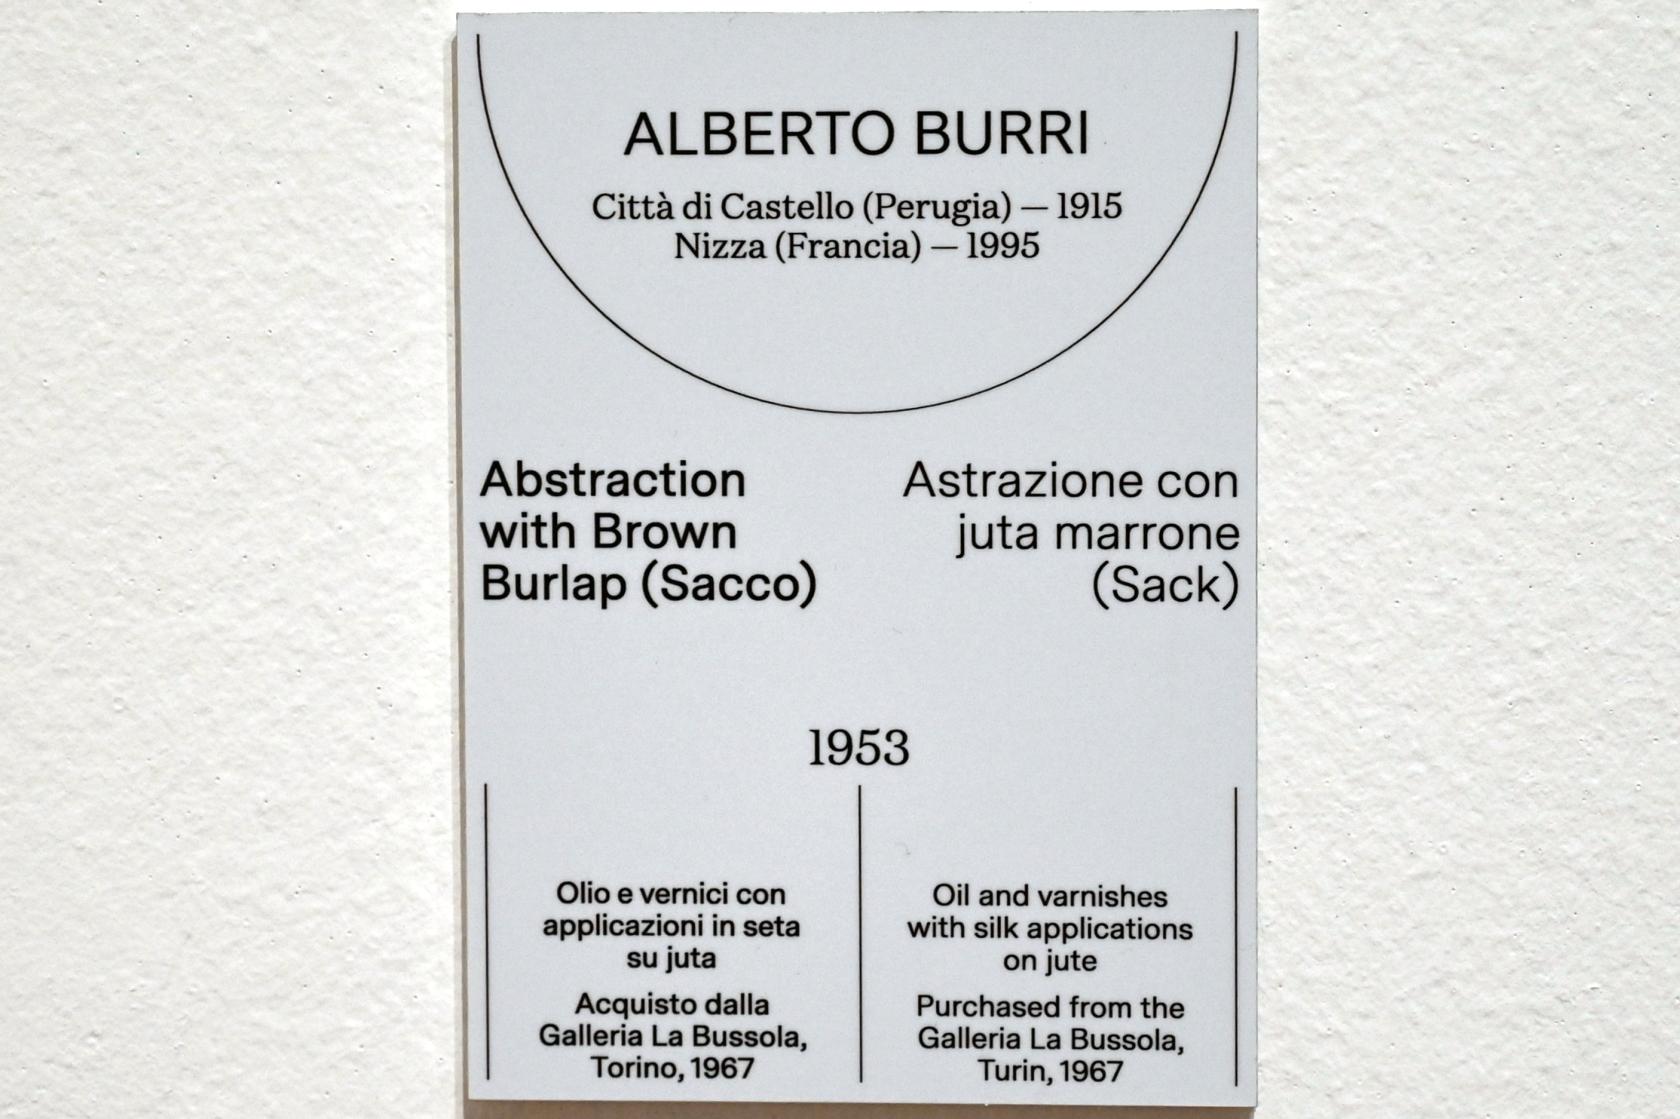 ALBERTO BURRI
Città di Castello (Perugia) — 1915
Nizza (Francia) — 1995
Abstraction
with Brown
Burlap (Sacco)
Astrazione con
juta marrone
(Sack)
1953
Olio e vernici con
applicazioni in seta
su juta
Acquisto dalla
Galleria La Bussola,
Torino, 1967
Oil and varnishes
with silk applications
on jute
Purchased from the
Galleria La Bussola,
Turin, 1967